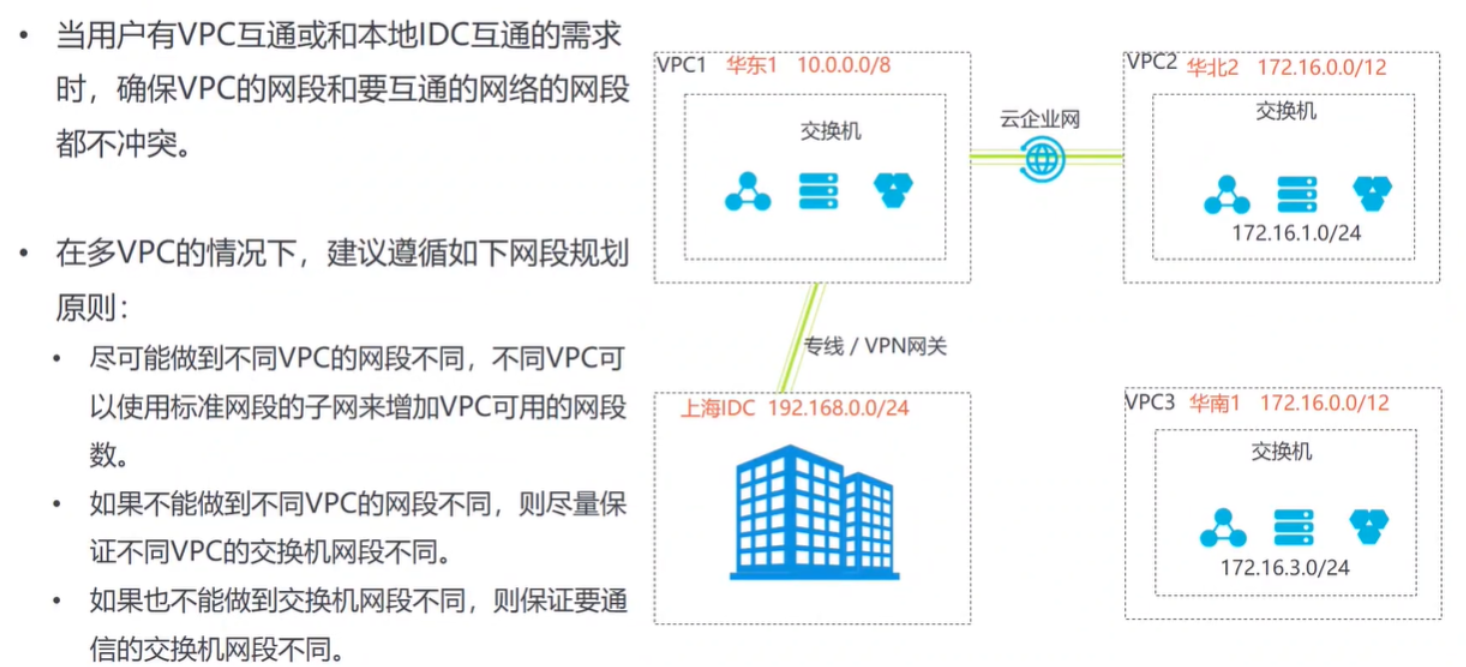 • 当用户有VPC互通或和本地IDC互通的需求
时，确保VPC的网段和要互通的网络的网段
都不冲突。
• 在多VPC的情况下，建议遵循如下网段规划
原则：
• 尽可能做到不同VPC的网段不同，不同VPC可
以使用标准网段的子网来增加VPC可用的网段
数。
• 如果不能做到不同VPC的网段不同，则尽量保
证不同VPC的交换机网段不同。
• 如果也不能做到交换机网段不同，则保证要通
信的交换机网段不同。
VPC1 华东1 10.0.0.0/8
交换机
云企业网
VPC2 华北2 172.16.0.0/12
交换机
172.16.1.0/24
专线 / VPN网关
上海IDC 192.168.0.0/24
VPC3 华南1 172.16.0.0/12
交换机
172.16.3.0/24